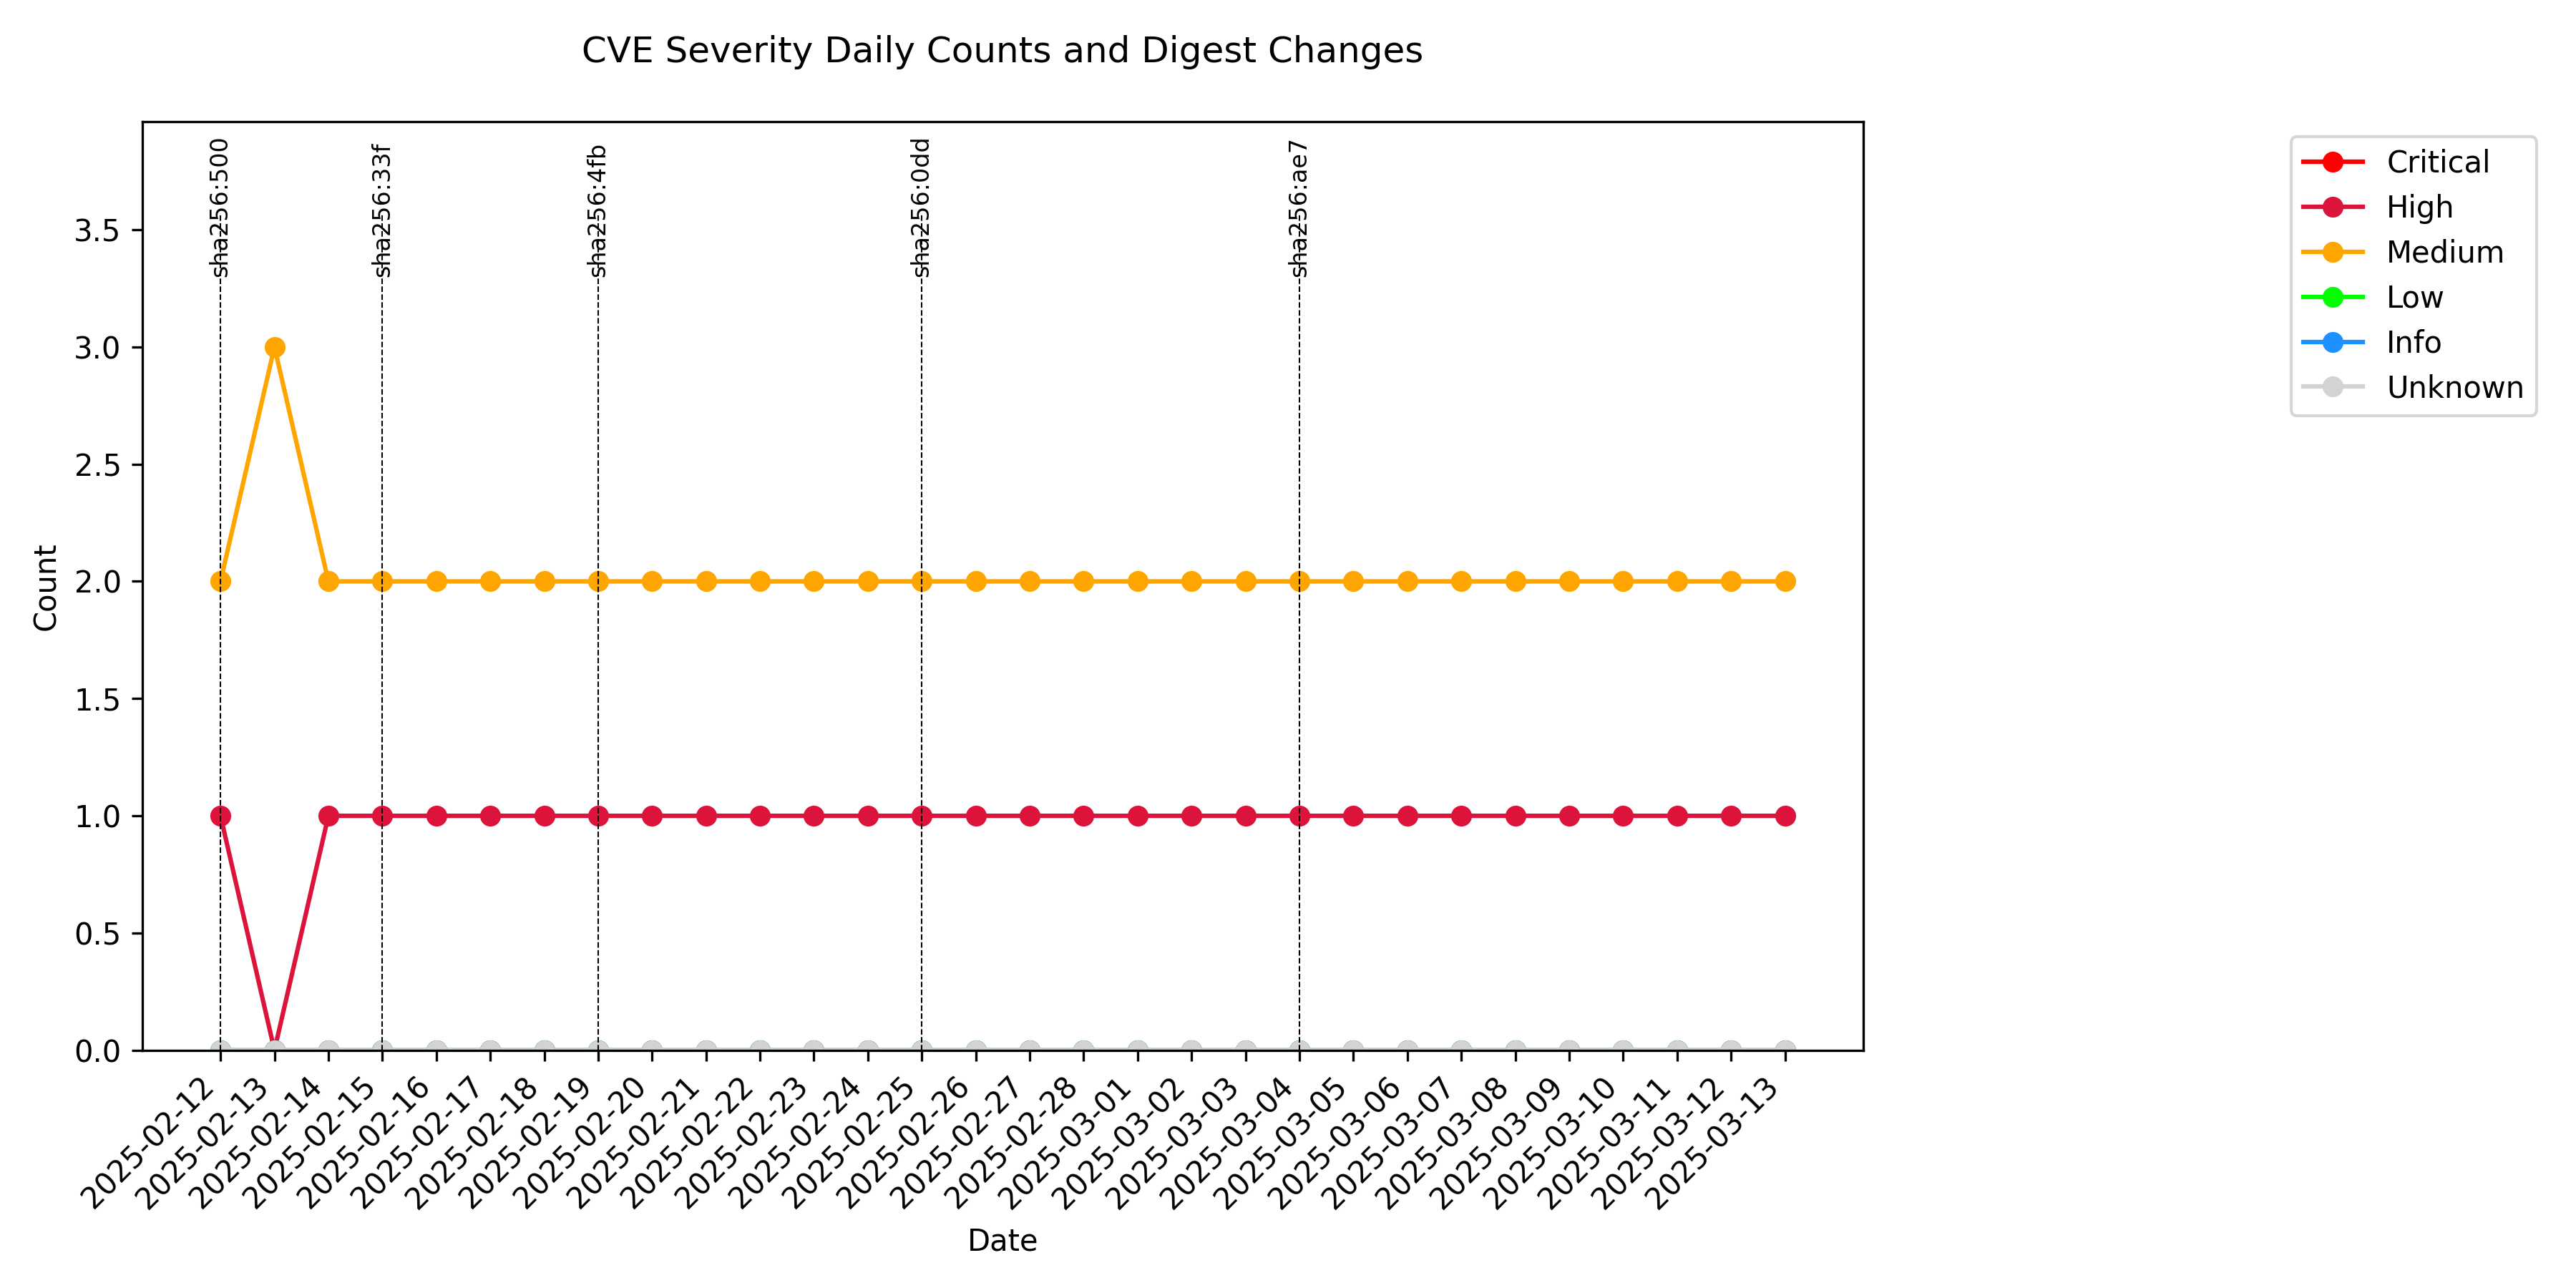 CVE Severity Daily Counts and Digest Changes
sha256:500
sha256:33f
sha256:4fb
sha256:0dd
sha256:ae7
Critical
High
Medium
Low
Info
Unknown
3.5
3.0
2.5
2.0
1.5
1.0
0.5
0.0
Count
2025-02-12
2025-02-13
2025-02-14
2025-02-15
2025-02-16
2025-02-17
2025-02-18
2025-02-19
2025-02-20
2025-02-21
2025-02-22
2025-02-23
2025-02-24
2025-02-25
2025-02-26
2025-02-27
2025-02-28
2025-03-01
2025-03-02
2025-03-03
2025-03-04
2025-03-05
2025-03-06
2025-03-07
2025-03-08
2025-03-09
2025-03-10
2025-03-11
2025-03-12
2025-03-13
Date